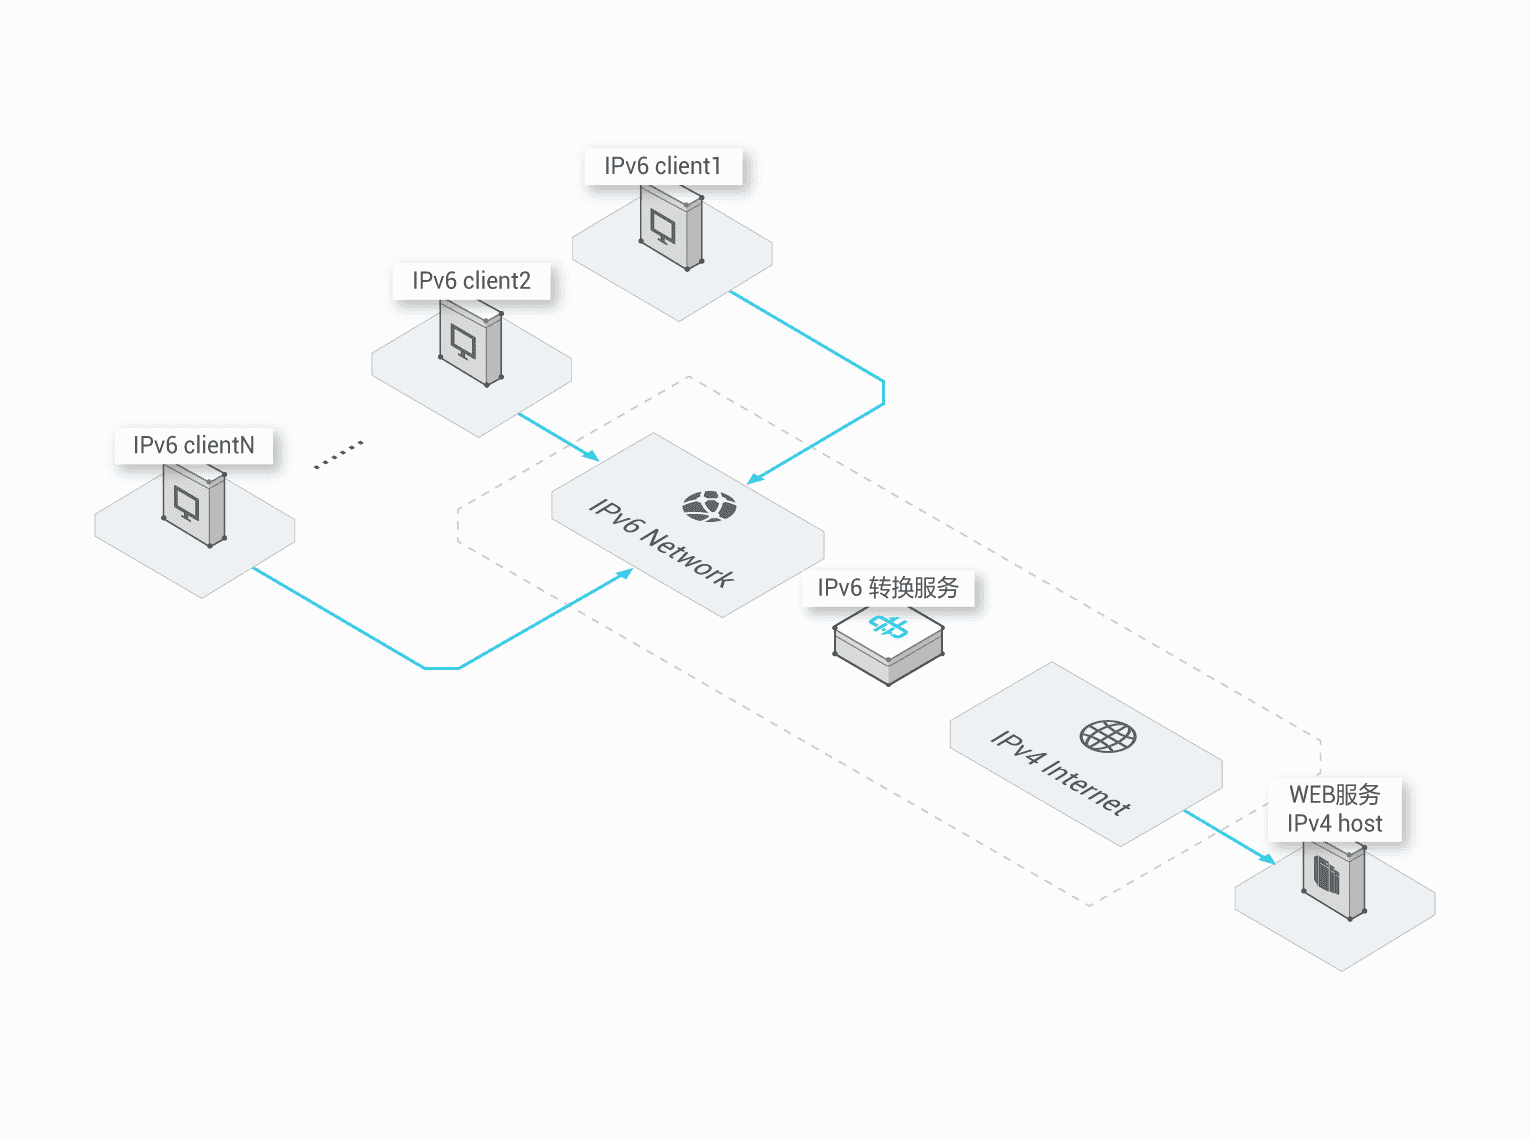 IPv6 client1
IPv6 client2
IPv6 clientN
IPv6 Network
IPv6 转换服务
IPv4 Internet
WEB服务
IPv4 host